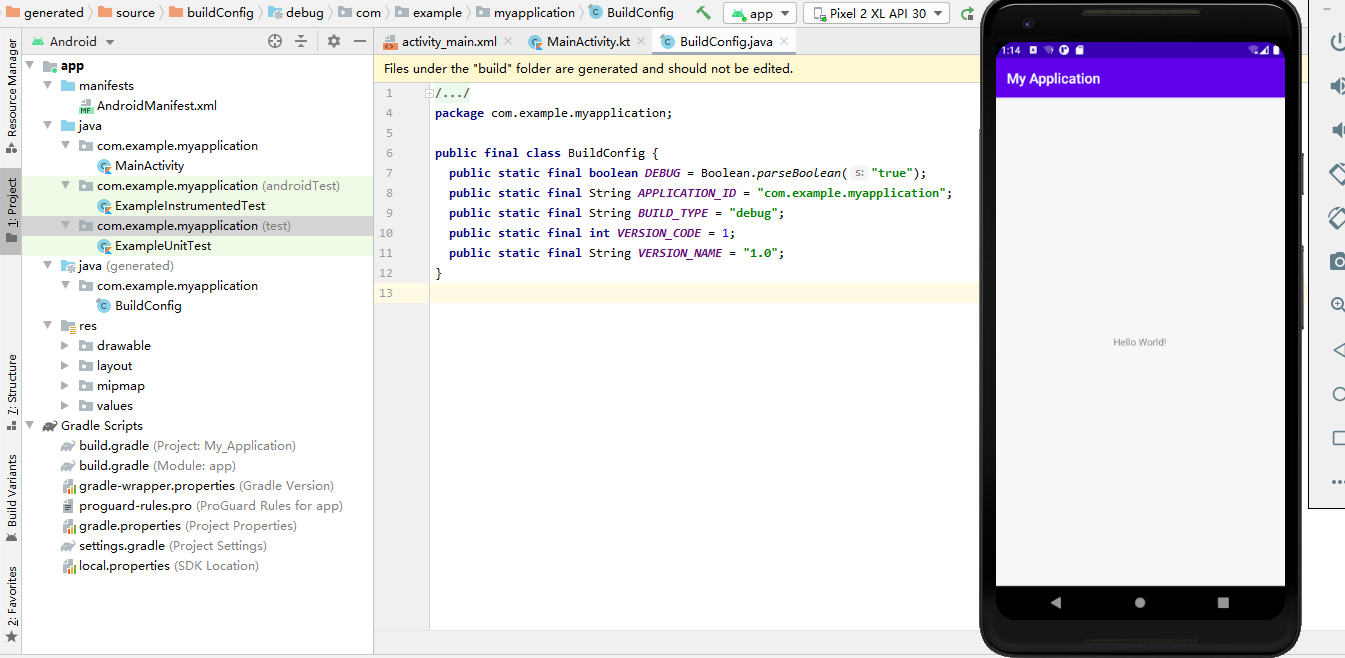 generated source buildConfig debug com example myapplication BuildConfig app Pixel 2 XL API 30
Android
activity_main.xml MainActivity.kt BuildConfig.java
Files under the "build" folder are generated and should not be edited.
Resource Manager
1: Project
7: Structure
Build Variants
2: Favorites
app
manifests
AndroidManifest.xml
java
com.example.myapplication
MainActivity
com.example.myapplication (androidTest)
ExampleInstrumentedTest
com.example.myapplication (test)
ExampleUnitTest
java (generated)
com.example.myapplication
BuildConfig
res
drawable
layout
mipmap
values
Gradle Scripts
build.gradle (Project: My_Application)
build.gradle (Module: app)
gradle-wrapper.properties (Gradle Version)
proguard-rules.pro (ProGuard Rules for app)
gradle.properties (Project Properties)
settings.gradle (Project Settings)
local.properties (SDK Location)
1 /.../
4 package com.example.myapplication;
5
6 public final class BuildConfig {
7 public static final boolean DEBUG = Boolean.parseBoolean( s: "true");
8 public static final String APPLICATION_ID = "com.example.myapplication";
9 public static final String BUILD_TYPE = "debug";
10 public static final int VERSION_CODE = 1;
11 public static final String VERSION_NAME = "1.0";
12 }
13
1:14
My Application
Hello World!